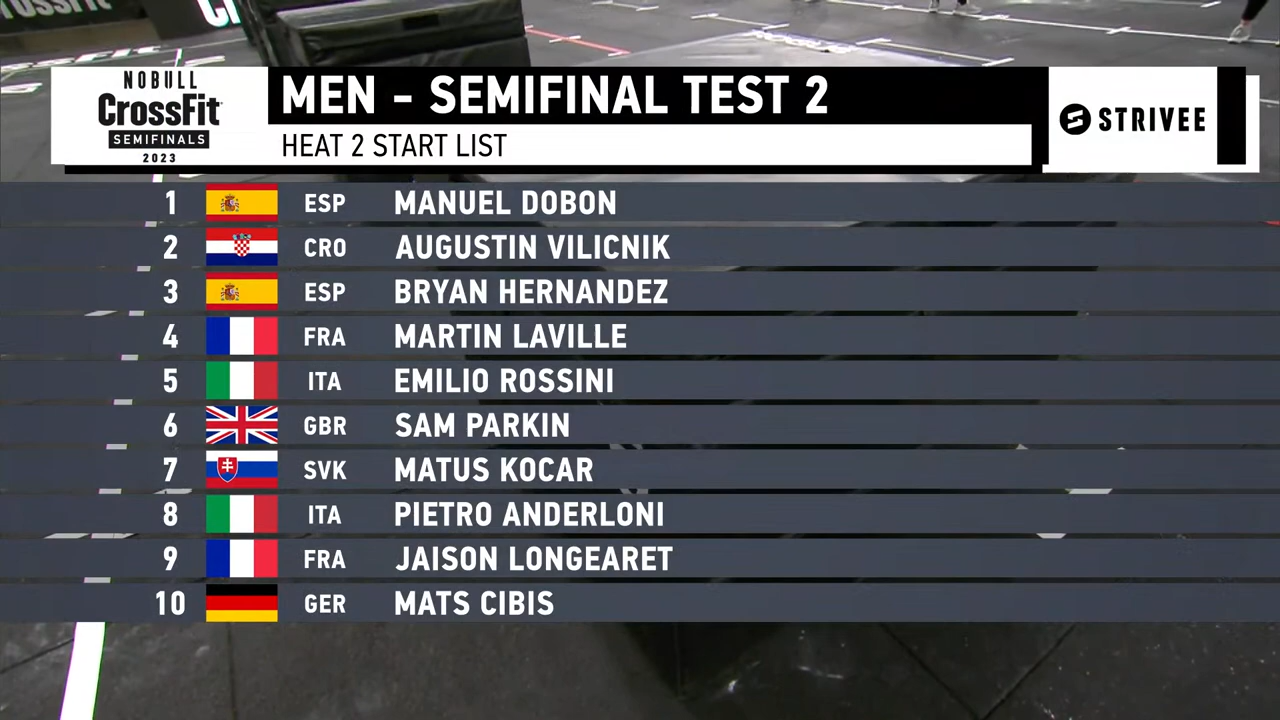 CrossFit
NOBULL
CrossFit
SEMIFINALS
2023
MEN - SEMIFINAL TEST 2
HEAT 2 START LIST
STRIVEE
1 ESP MANUEL DOBON
2 CRO AUGUSTIN VILICNIK
3 ESP BRYAN HERNANDEZ
4 FRA MARTIN LAVILLE
5 ITA EMILIO ROSSINI
6 GBR SAM PARKIN
7 SVK MATUS KOCAR
8 ITA PIETRO ANDERLONI
9 FRA JAISON LONGEARET
10 GER MATS CIBIS